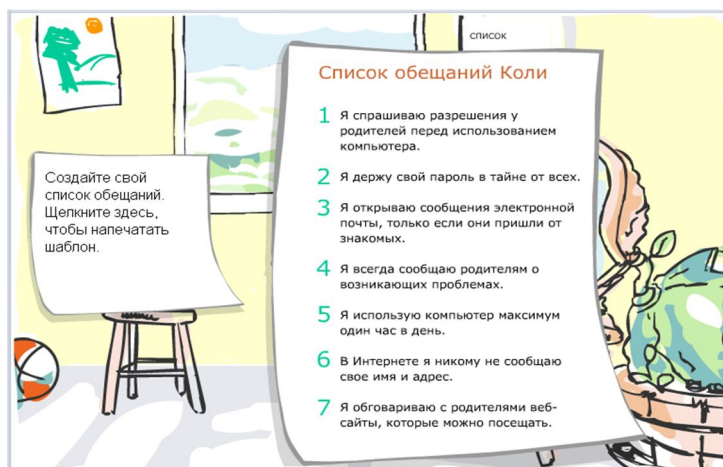 список
Список обещаний Коли
1 Я спрашиваю разрешения у
родителей перед использованием
компьютера.
2 Я держу свой пароль в тайне от всех.
3 Я открываю сообщения электронной
почты, только если они пришли от
знакомых.
4 Я всегда сообщаю родителям о
возникающих проблемах.
5 Я использую компьютер максимум
один час в день.
6 В Интернете я никому не сообщаю
свое имя и адрес.
7 Я обговариваю с родителями веб-
сайты, которые можно посещать.
Создайте свой
список обещаний.
Щелкните здесь,
чтобы напечатать
шаблон.